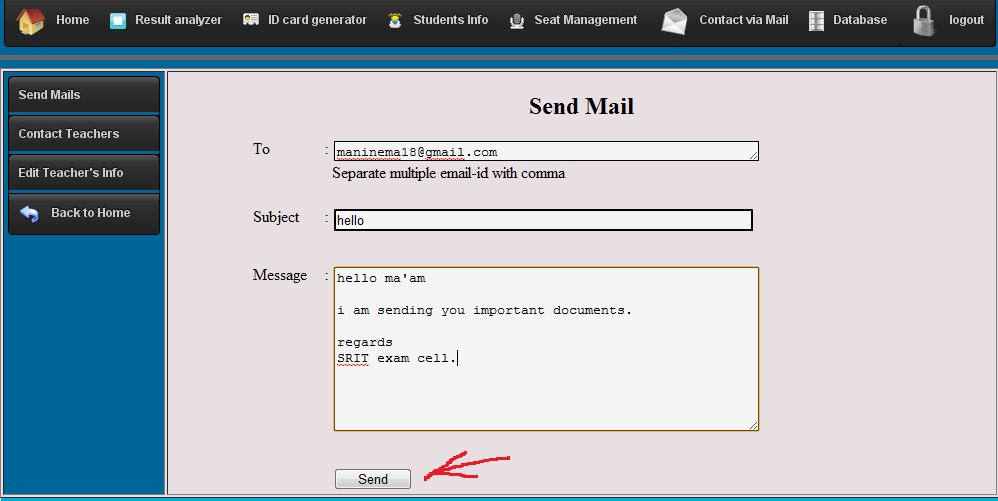 Home Result analyzer ID card generator Students Info Seat Management Contact via Mail Database logout
Send Mails
Contact Teachers
Edit Teacher's Info
Back to Home
Send Mail
To : maninema18@gmail.com
Separate multiple email-id with comma
Subject : hello
Message : hello ma'am
i am sending you important documents.
regards
SRIT exam cell.
Send